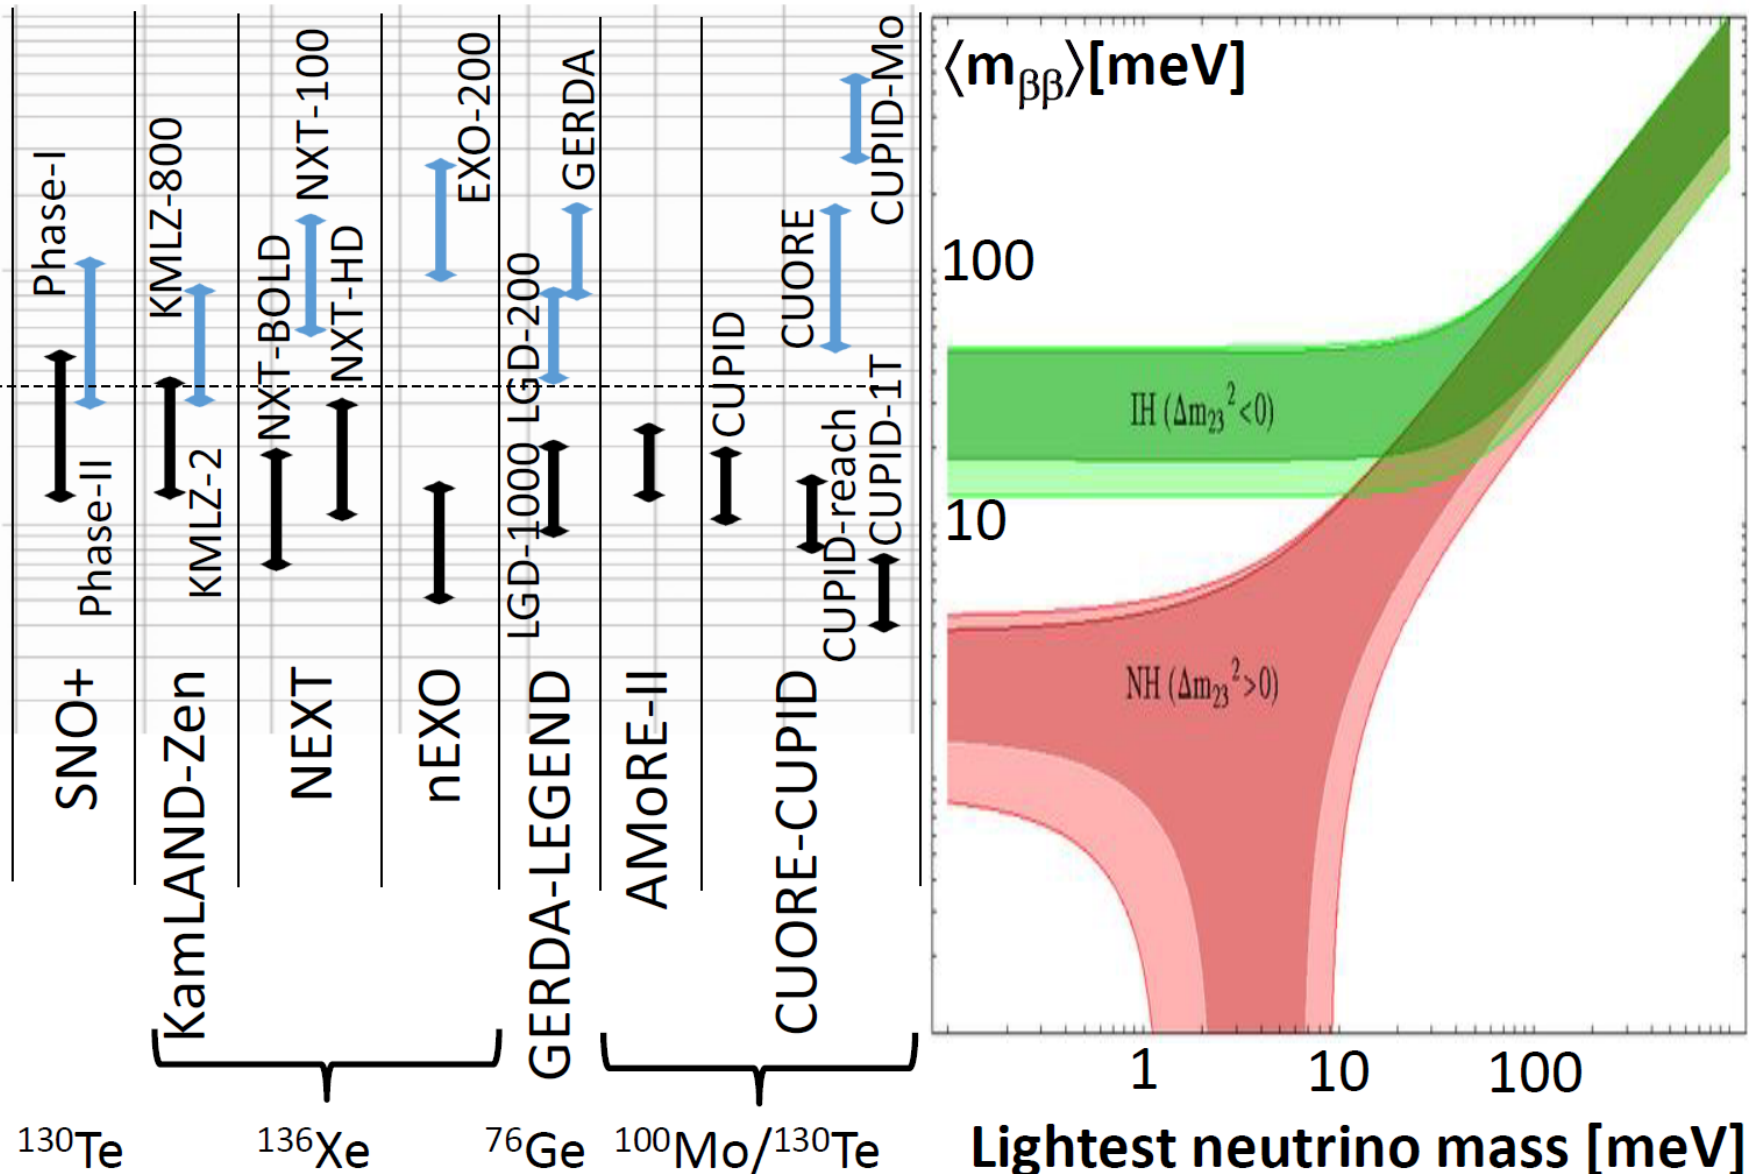 Phase-I
Phase-II
KMLZ-800
KMLZ-2
NXT-BOLD
NXT-100
NXT-HD
EXO-200
LGD-1000
LGD-200
GERDA
CUPID
CUORE
CUPID-reach
CUPID-1T
CUPID-Mo
SNO+
KamLAND-Zen
NEXT
nEXO
GERDA-LEGEND
AMoRE-II
CUORE-CUPID
¹³⁰Te
¹³⁶Xe
⁷⁶Ge
¹⁰⁰Mo/¹³⁰Te
⟨mββ⟩[meV]
100
10
IH (Δm₂₃²<0)
NH (Δm₂₃²>0)
1 10 100
Lightest neutrino mass [meV]